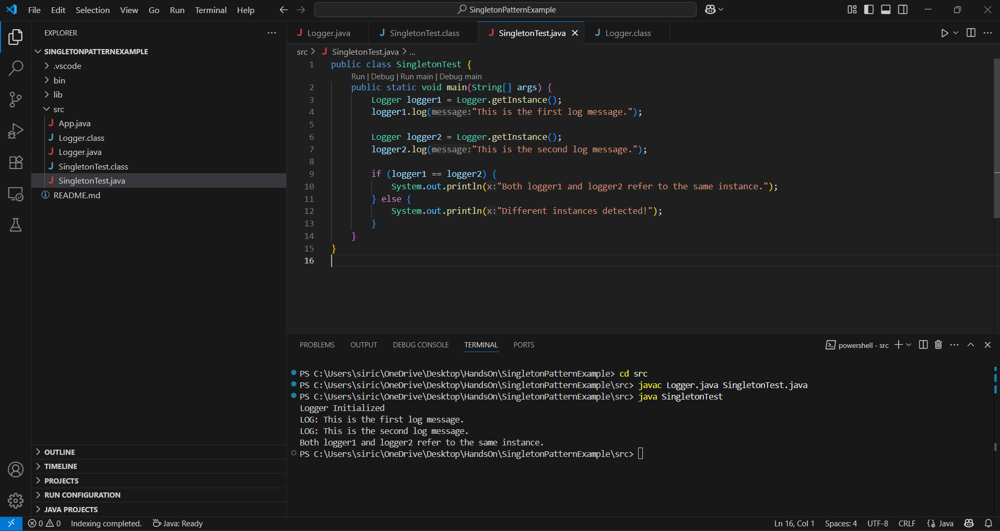 File Edit Selection View Go Run Terminal Help
SingletonPatternExample
EXPLORER
SINGLETONPATTERNEXAMPLE
.vscode
bin
lib
src
App.java
Logger.class
Logger.java
SingletonTest.class
SingletonTest.java
README.md
OUTLINE
TIMELINE
PROJECTS
RUN CONFIGURATION
JAVA PROJECTS
Logger.java SingletonTest.class SingletonTest.java Logger.class
src > SingletonTest.java > ...
1 public class SingletonTest {
Run | Debug | Run main | Debug main
2 public static void main(String[] args) {
3 Logger logger1 = Logger.getInstance();
4 logger1.log(message:"This is the first log message.");
5
6 Logger logger2 = Logger.getInstance();
7 logger2.log(message:"This is the second log message.");
8
9 if (logger1 == logger2) {
10 System.out.println(x:"Both logger1 and logger2 refer to the same instance.");
11 } else {
12 System.out.println(x:"Different instances detected!");
13 }
14 }
15 }
16
PROBLEMS OUTPUT DEBUG CONSOLE TERMINAL PORTS
powershell - src
PS C:\Users\siric\OneDrive\Desktop\HandsOn\SingletonPatternExample> cd src
PS C:\Users\siric\OneDrive\Desktop\HandsOn\SingletonPatternExample\src> javac Logger.java SingletonTest.java
PS C:\Users\siric\OneDrive\Desktop\HandsOn\SingletonPatternExample\src> java SingletonTest
Logger Initialized
LOG: This is the first log message.
LOG: This is the second log message.
Both logger1 and logger2 refer to the same instance.
PS C:\Users\siric\OneDrive\Desktop\HandsOn\SingletonPatternExample\src>
0 0 Indexing completed. Java: Ready
Ln 16, Col 1 Spaces: 4 UTF-8 CRLF Java